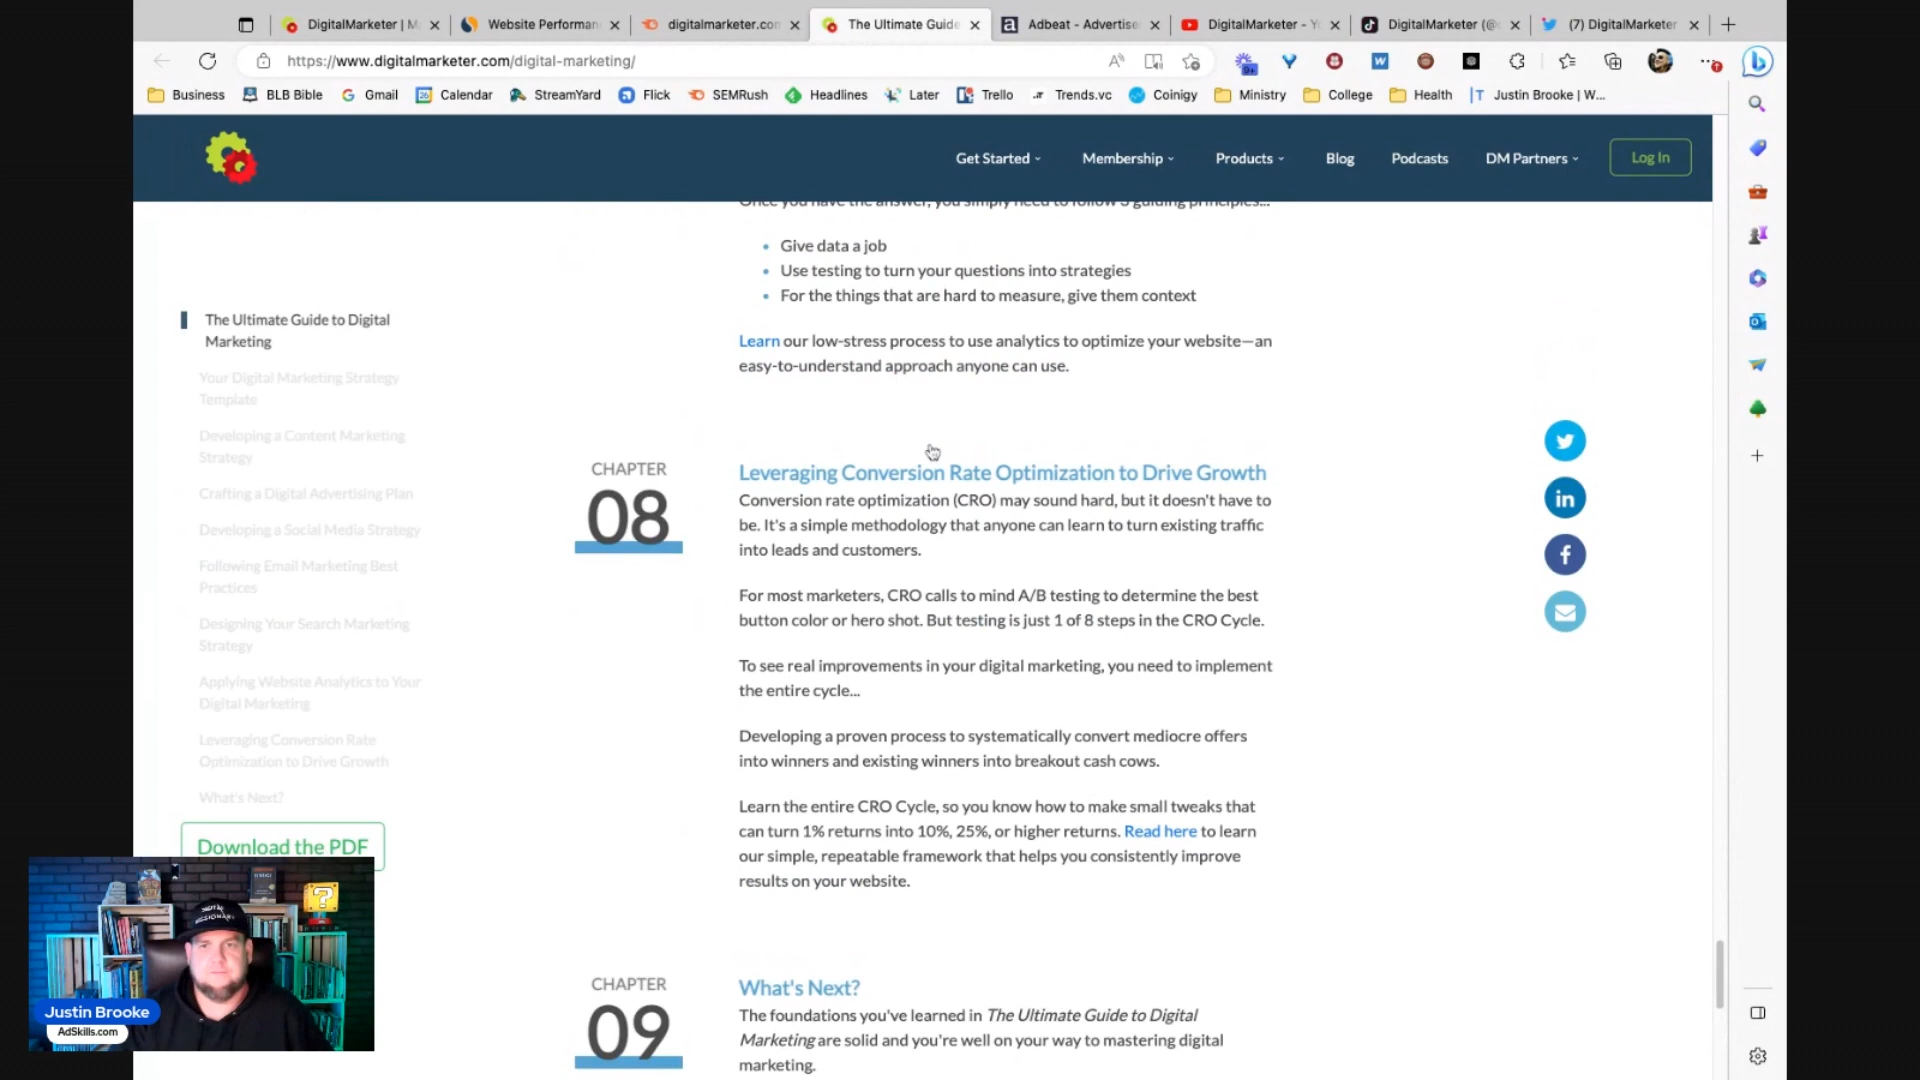 DigitalMarketer | M
Website Performan
digitalmarketer.con
The Ultimate Guide
Adbeat - Advertise
DigitalMarketer - Yo
DigitalMarketer (@
(7) DigitalMarketer
https://www.digitalmarketer.com/digital-marketing/
Business
BLB Bible
Gmail
Calendar
StreamYard
Flick
SEMRush
Headlines
Later
Trello
Trends.vc
Coinigy
Ministry
College
Health
Justin Brooke | W...
Get Started
Membership
Products
Blog
Podcasts
DM Partners
Log In
Once you have the answer, you simply need to follow 3 guiding principles...
Give data a job
Use testing to turn your questions into strategies
For the things that are hard to measure, give them context
Learn our low-stress process to use analytics to optimize your website—an
easy-to-understand approach anyone can use.
The Ultimate Guide to Digital
Marketing
Your Digital Marketing Strategy
Template
Developing a Content Marketing
Strategy
Crafting a Digital Advertising Plan
Developing a Social Media Strategy
Following Email Marketing Best
Practices
Designing Your Search Marketing
Strategy
Applying Website Analytics to Your
Digital Marketing
Leveraging Conversion Rate
Optimization to Drive Growth
What's Next?
Download the PDF
CHAPTER
08
Leveraging Conversion Rate Optimization to Drive Growth
Conversion rate optimization (CRO) may sound hard, but it doesn't have to
be. It's a simple methodology that anyone can learn to turn existing traffic
into leads and customers.
For most marketers, CRO calls to mind A/B testing to determine the best
button color or hero shot. But testing is just 1 of 8 steps in the CRO Cycle.
To see real improvements in your digital marketing, you need to implement
the entire cycle...
Developing a proven process to systematically convert mediocre offers
into winners and existing winners into breakout cash cows.
Learn the entire CRO Cycle, so you know how to make small tweaks that
can turn 1% returns into 10%, 25%, or higher returns. Read here to learn
our simple, repeatable framework that helps you consistently improve
results on your website.
CHAPTER
09
What's Next?
The foundations you've learned in The Ultimate Guide to Digital
Marketing are solid and you're well on your way to mastering digital
marketing.
Justin Brooke
AdSkills.com